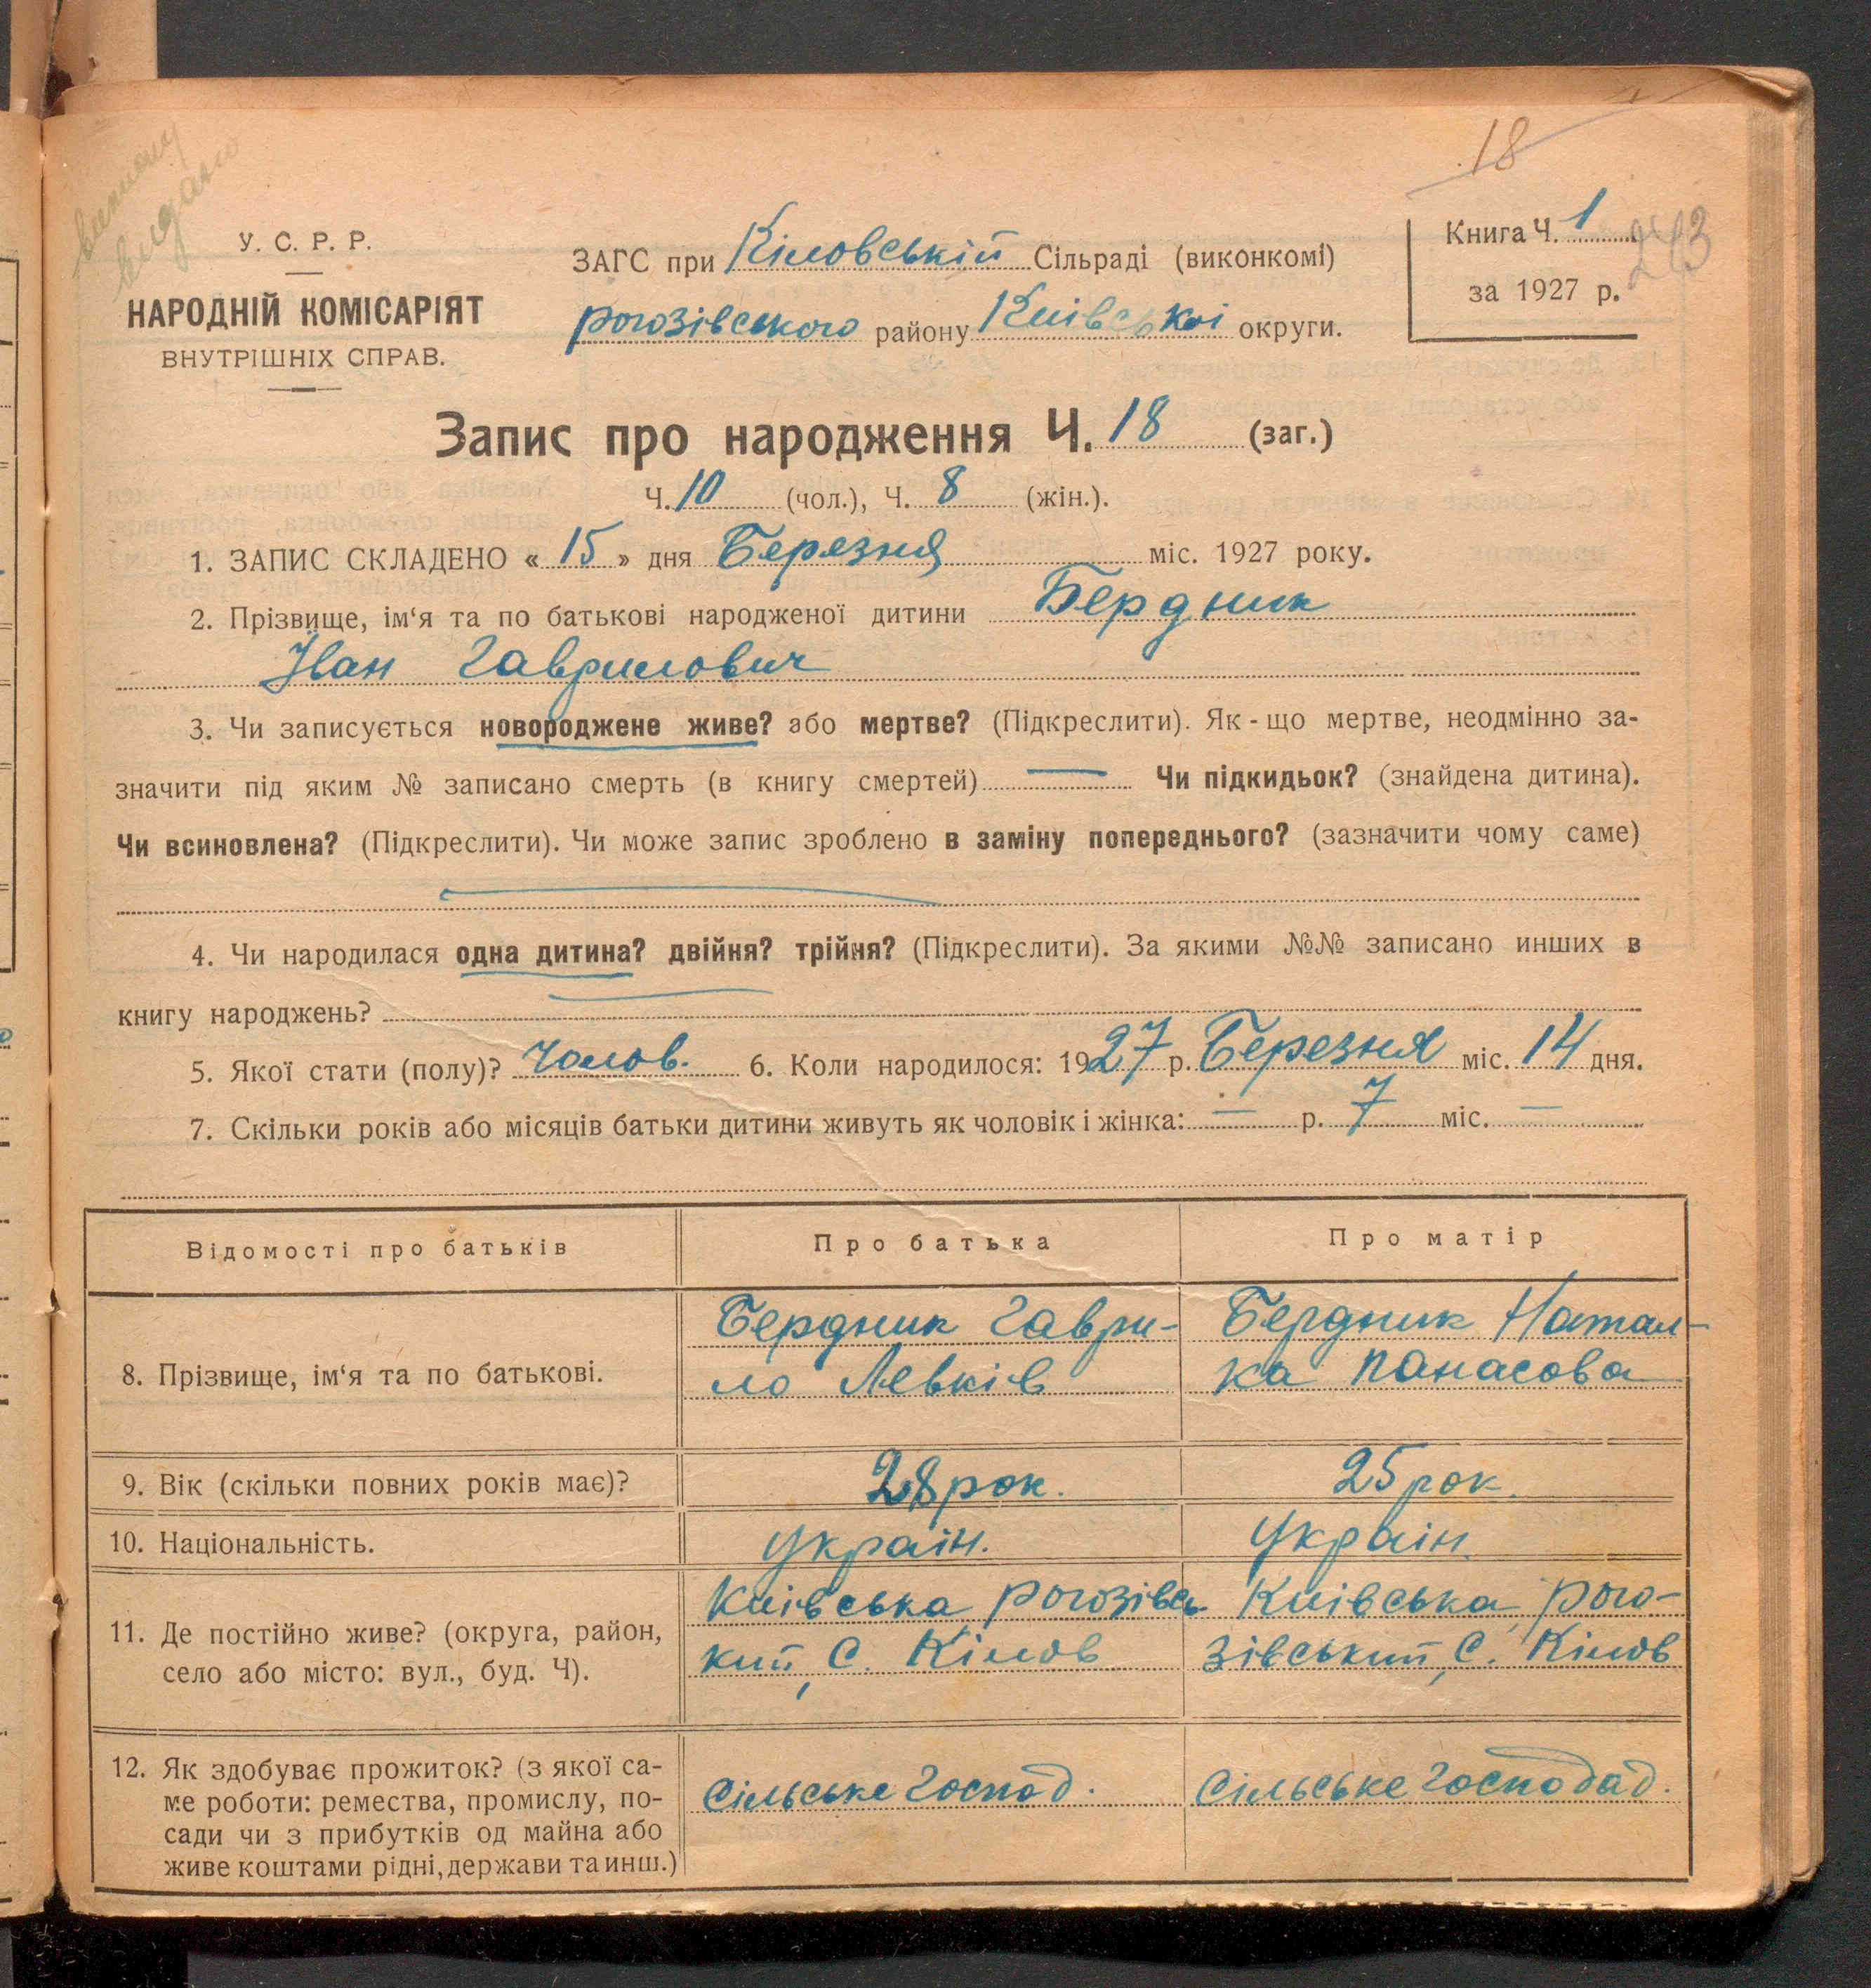 18
виписку
видано
У. С. Р. Р.
НАРОДНІЙ КОМІСАРІЯТ
ВНУТРІШНІХ СПРАВ.
ЗАГС при Кіловській Сільраді (виконкомі)
рогозівського району Київської округи.
Книга Ч. 1
243
за 1927 р.
Запис про народження Ч. 18 (заг.)
Ч. 10 (чол.), Ч. 8 (жін.).
1. ЗАПИС СКЛАДЕНО « 15 » дня Березня міс. 1927 року.
2. Прізвище, ім‘я та по батькові народженої дитини Бердник
Іван Гаврилович
3. Чи записується новороджене живе? або мертве? (Підкреслити). Як-що мертве, неодмінно за-
значити під яким № записано смерть (в книгу смертей) — Чи підкидьок? (знайдена дитина).
Чи всиновлена? (Підкреслити). Чи може запис зроблено в заміну попереднього? (зазначити чому саме)
4. Чи народилася одна дитина? двійня? трійня? (Підкреслити). За якими №№ записано инших в
книгу народжень?
5. Якої стати (полу)? Чолов. 6. Коли народилося: 1927 р. Березня міс. 14 дня.
7. Скільки років або місяців батьки дитини живуть як чоловік і жінка: — р. 7 міс. —
Відомості про батьків Про батька Про матір
8. Прізвище, ім‘я та по батькові.
Бердник Гаври-
ло Левків
Бердник Натал-
ка Панасова
9. Вік (скільки повних років має)? 28 рок. 25 рок.
10. Національність. Украін. Украін.
11. Де постійно живе? (округа, район,
село або місто: вул., буд. Ч).
Киівська рогозівсь
кий, С. Кілов
Киівська, рого-
зівський, С. Кілов
12. Як здобуває прожиток? (з якої са-
ме роботи: ремества, промислу, по-
сади чи з прибутків од майна або
живе коштами рідні, держави та инш.)
Сільське Господ.
Сільське Господад.